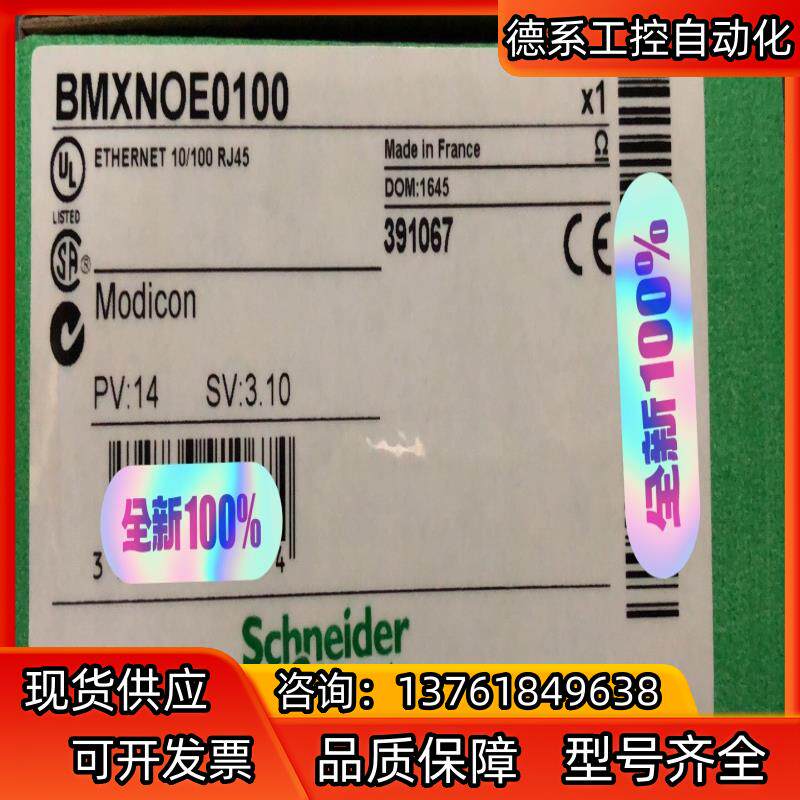 德系工控自动化
BMXNOE0100
x1
UL
LISTED
ETHERNET 10/100 RJ45
Made in France
DOM:1645
391067
CE
SA®
Modicon
PV:14 SV:3.10
全新100%
全新100%
3
4
Schneider
现货供应
咨询：13761849638
可开发票
品质保障
型号齐全